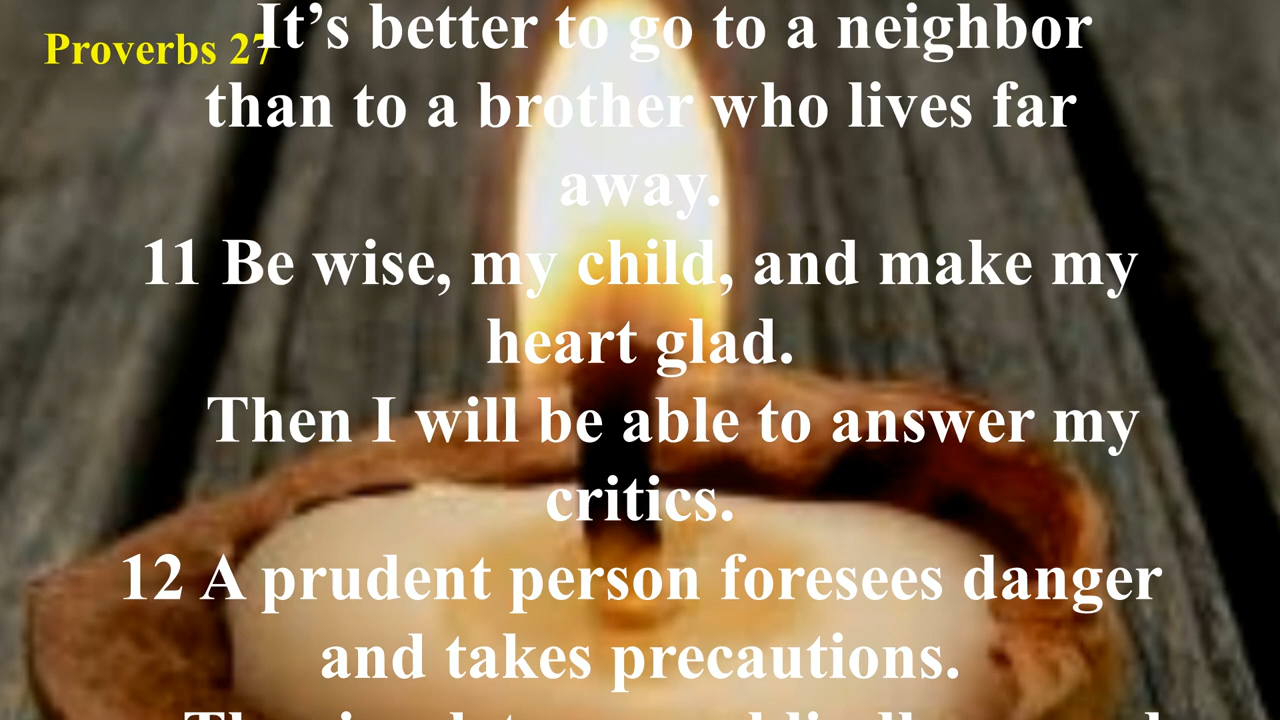 Proverbs 27
It’s better to go to a neighbor
than to a brother who lives far
away.
11 Be wise, my child, and make my
heart glad.
Then I will be able to answer my
critics.
12 A prudent person foresees danger
and takes precautions.